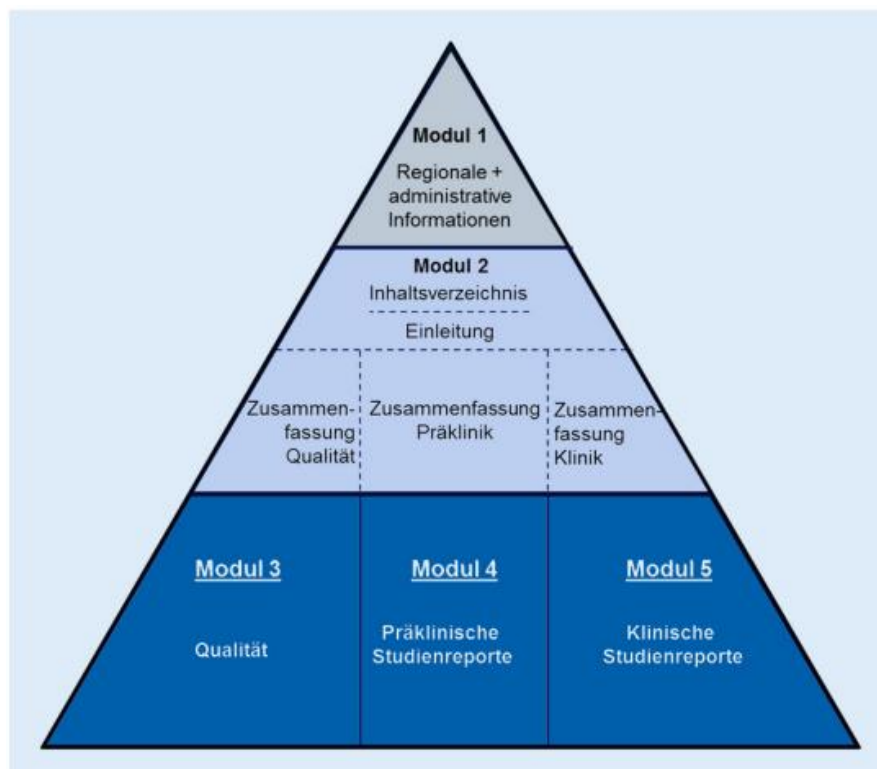 Modul 1
Regionale +
administrative
Informationen
Modul 2
Inhaltsverzeichnis
Einleitung
Zusammen-
fassung
Qualität
Zusammenfassung
Präklinik
Zusammen-
fassung
Klinik
Modul 3
Qualität
Modul 4
Präklinische
Studienreporte
Modul 5
Klinische
Studienreporte